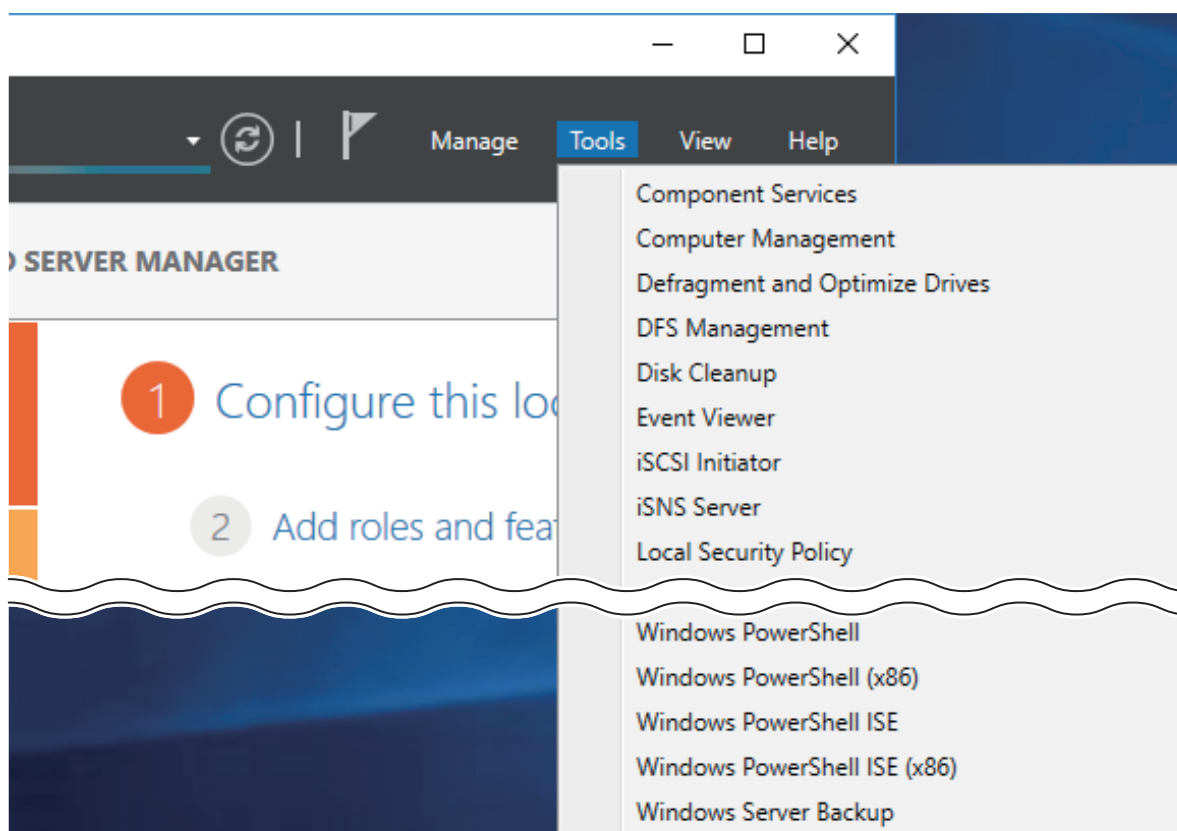 Manage Tools View Help
SERVER MANAGER
1 Configure this
2 Add roles and
Component Services
Computer Management
Defragment and Optimize Drives
DFS Management
Disk Cleanup
Event Viewer
iSCSI Initiator
iSNS Server
Local Security Policy
Windows PowerShell
Windows PowerShell (x86)
Windows PowerShell ISE
Windows PowerShell ISE (x86)
Windows Server Backup